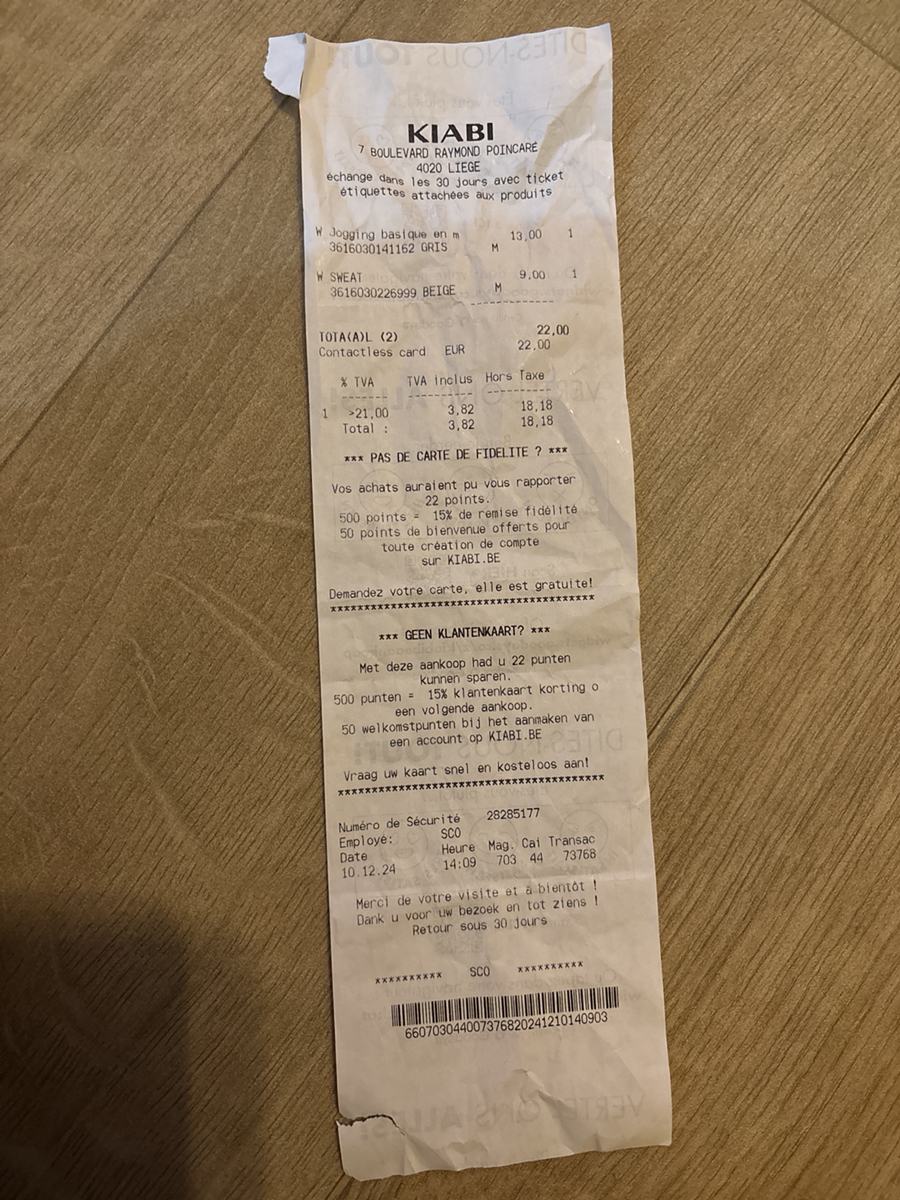 KIABI
7 BOULEVARD RAYMOND POINCARÉ
4020 LIEGE
échange dans les 30 jours avec ticket
étiquettes attachées aux produits
W Jogging basique en m 13,00 1
3616030141162 GRIS M
W SWEAT 9,00 1
3616030226999 BEIGE M
------------
TOTA(A)L (2) 22,00
Contactless card EUR 22,00
% TVA TVA inclus Hors Taxe
------- ---------- ---------
1 >21,00 3,82 18,18
Total : 3,82 18,18
*** PAS DE CARTE DE FIDELITE ? ***
Vos achats auraient pu vous rapporter
22 points.
500 points = 15% de remise fidélité
50 points de bienvenue offerts pour
toute création de compte
sur KIABI.BE
Demandez votre carte, elle est gratuite!
****************************************
*** GEEN KLANTENKAART? ***
Met deze aankoop had u 22 punten
kunnen sparen.
500 punten = 15% klantenkaart korting o
een volgende aankoop.
50 welkomstpunten bij het aanmaken van
een account op KIABI.BE
Vraag uw kaart snel en kosteloos aan!
****************************************
Numéro de Sécurité 28285177
Employé: SCO
Date Heure Mag. Cai Transac
10.12.24 14:09 703 44 73768
Merci de votre visite et à bientôt !
Dank u voor uw bezoek en tot ziens !
Retour sous 30 jours
********** SCO **********
660703044007376820241210140903